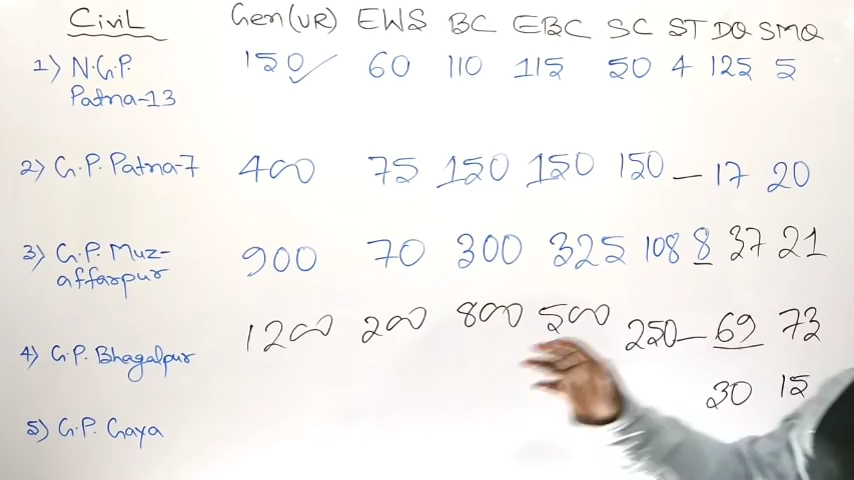 Civil Gen(UR) EWS BC EBC SC ST DQ SMQ
1) N.G.P. Patna-13 150 ✓ 60 110 115 50 4 125 5
2) G.P. Patna-7 400 75 150 150 150 — 17 20
3) G.P. Muz-affarpur 900 70 300 325 108 8 37 21
4) G.P. Bhagalpur 1200 200 800 500 250 — 69 73
5) G.P. Gaya 30 15